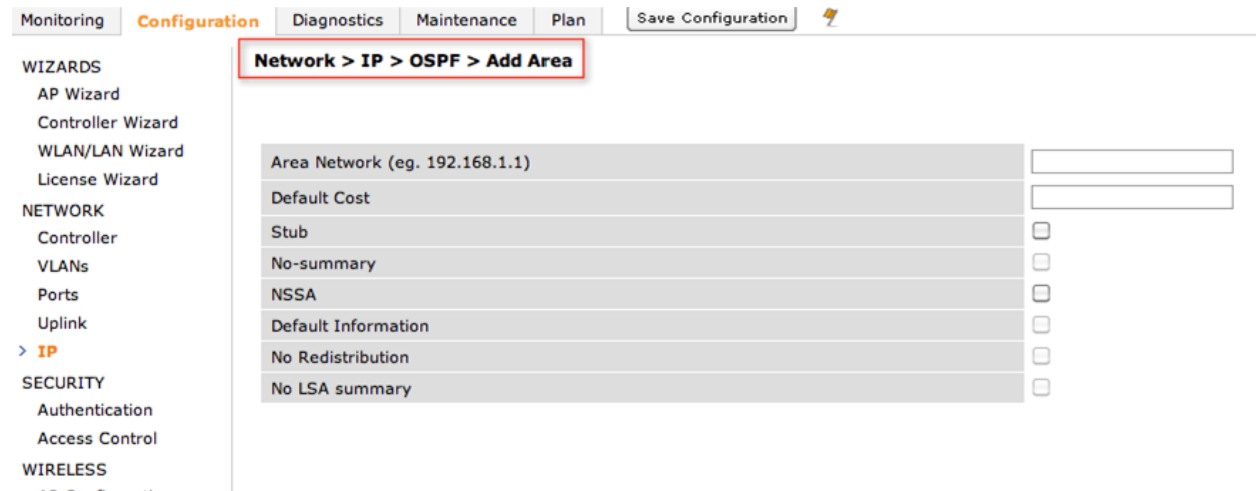 Monitoring Configuration Diagnostics Maintenance Plan Save Configuration
Network > IP > OSPF > Add Area
WIZARDS
AP Wizard
Controller Wizard
WLAN/LAN Wizard
License Wizard
NETWORK
Controller
VLANs
Ports
Uplink
> IP
SECURITY
Authentication
Access Control
WIRELESS
Area Network (eg. 192.168.1.1)
Default Cost
Stub
No-summary
NSSA
Default Information
No Redistribution
No LSA summary